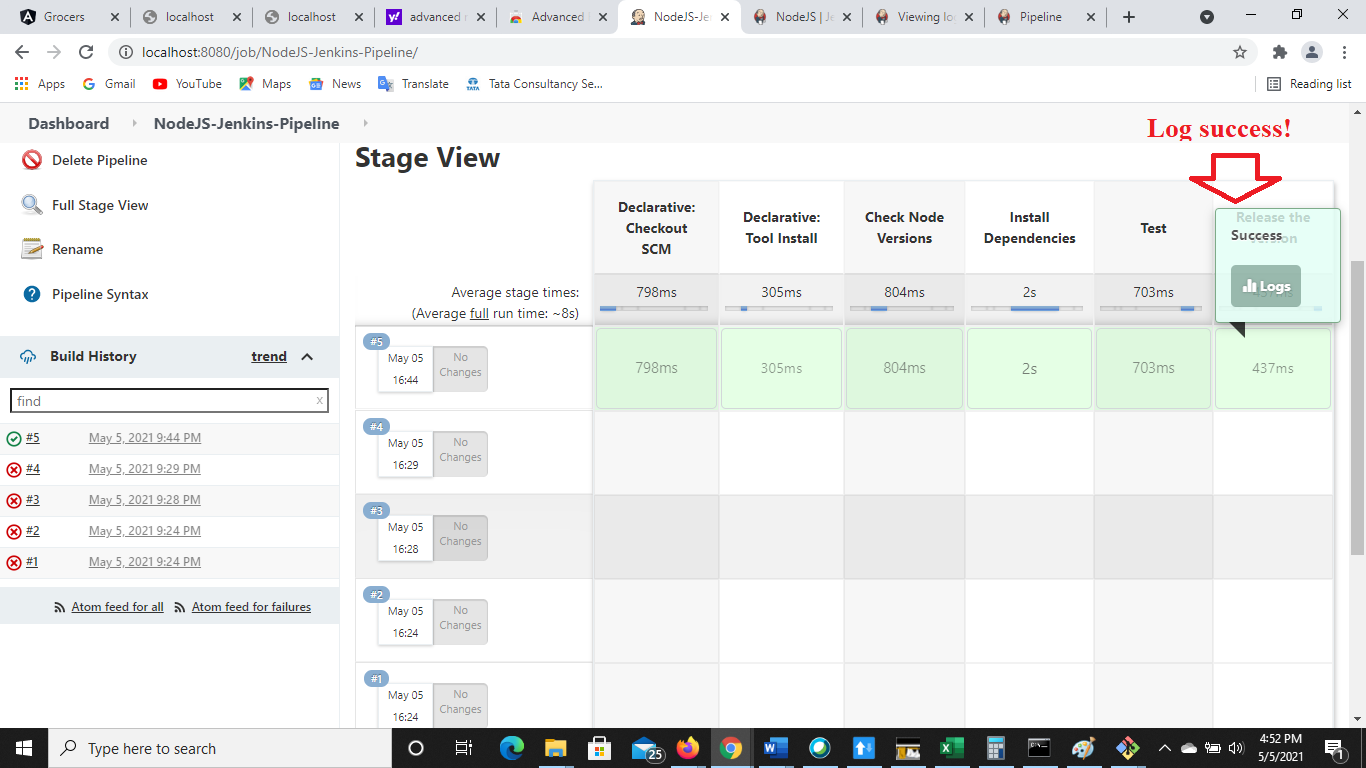 Grocers
localhost
localhost
advanced r
Advanced
NodeJS-Je
NodeJS | Je
Viewing lo
Pipeline
localhost:8080/job/NodeJS-Jenkins-Pipeline/
Apps
Gmail
YouTube
Maps
News
Translate
Tata Consultancy Se...
Reading list
Dashboard
NodeJS-Jenkins-Pipeline
Log success!
Delete Pipeline
Full Stage View
Rename
Pipeline Syntax
Build History
trend
find
x
#5 May 5, 2021 9:44 PM
#4 May 5, 2021 9:29 PM
#3 May 5, 2021 9:28 PM
#2 May 5, 2021 9:24 PM
#1 May 5, 2021 9:24 PM
Atom feed for all
Atom feed for failures
Stage View
Declarative:
Checkout
SCM
Declarative:
Tool Install
Check Node
Versions
Install
Dependencies
Test
Release the
Success
Logs
Average stage times:
(Average full run time: ~8s)
798ms
305ms
804ms
2s
703ms
#5
May 05
16:44
No
Changes
798ms
305ms
804ms
2s
703ms
437ms
#4
May 05
16:29
No
Changes
#3
May 05
16:28
No
Changes
#2
May 05
16:24
No
Changes
#1
May 05
16:24
No
Changes
Type here to search
25
4:52 PM
5/5/2021
1